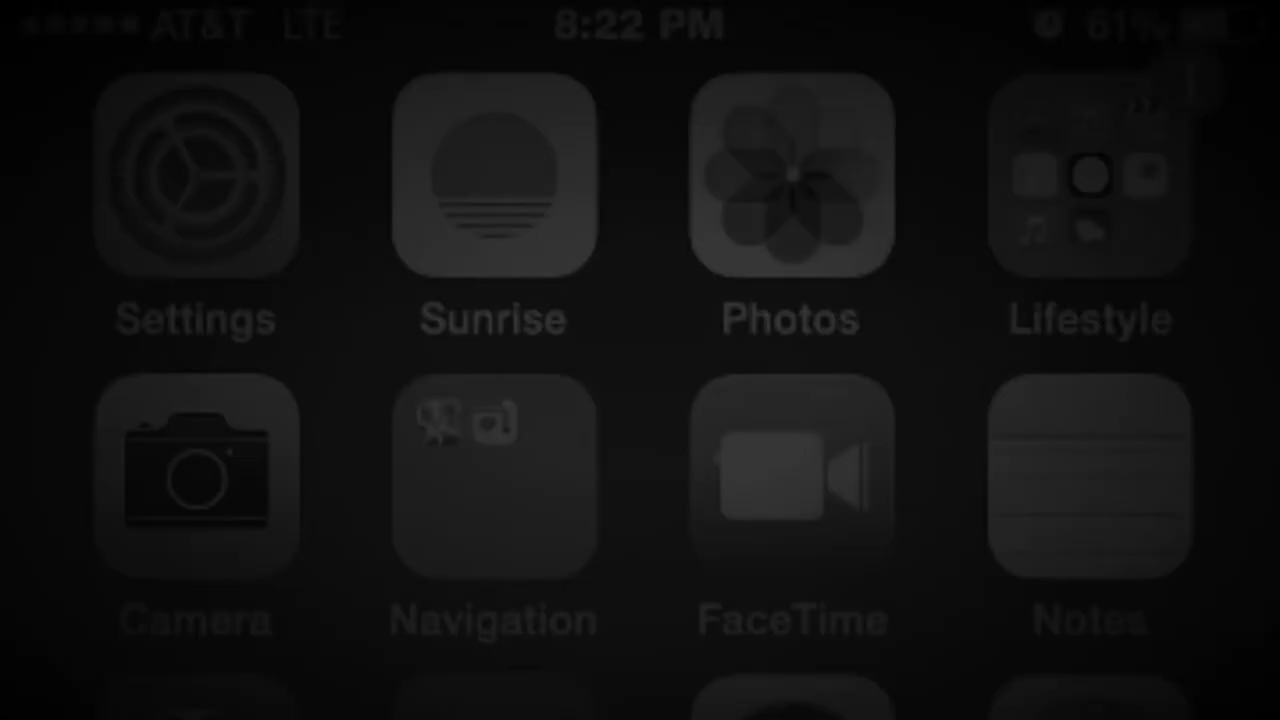 AT&T LTE 8:22 PM 61%
Settings Sunrise Photos Lifestyle
Camera Navigation FaceTime Notes